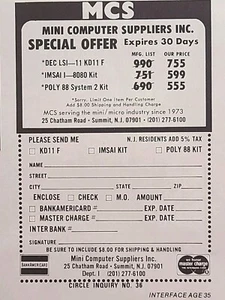 MCS
MINI COMPUTER SUPPLIERS INC.
SPECIAL OFFER Expires 30 Days
MFG. LIST OUR PRICE
*DEC LSI—11 KD11 F 990 755
*IMSAI I—8080 Kit 751 599
*POLY 88 System 2 Kit 690 555
*Sorry. Limit One Item Per Customer
Add $8.00 Shipping and Handling Charge
MCS serving the mini/micro industry since 1973
25 Chatham Road · Summit, N.J. 07901 · (201) 277-6100
PLEASE SEND ME N.J. RESIDENTS ADD 5% TAX
KD11 F IMSAI KIT POLY 88 KIT
NAME
STREET
CITY STATE ZIP
ENCLOSE CHECK M.O. AMOUNT
BANKAMERICARD # EXP. DATE
MASTER CHARGE # EXP. DATE
INTER BANK #
SIGNATURE
BE SURE TO INCLUDE $8.00 FOR SHIPPING & HANDLING
BANKAMERICARD
Mini Computer Suppliers Inc.
25 Chatham Road · Summit, N.J. 07901
Dept. I (201) 277-6100
master charge
CIRCLE INQUIRY NO. 38
INTERFACE AGE 35